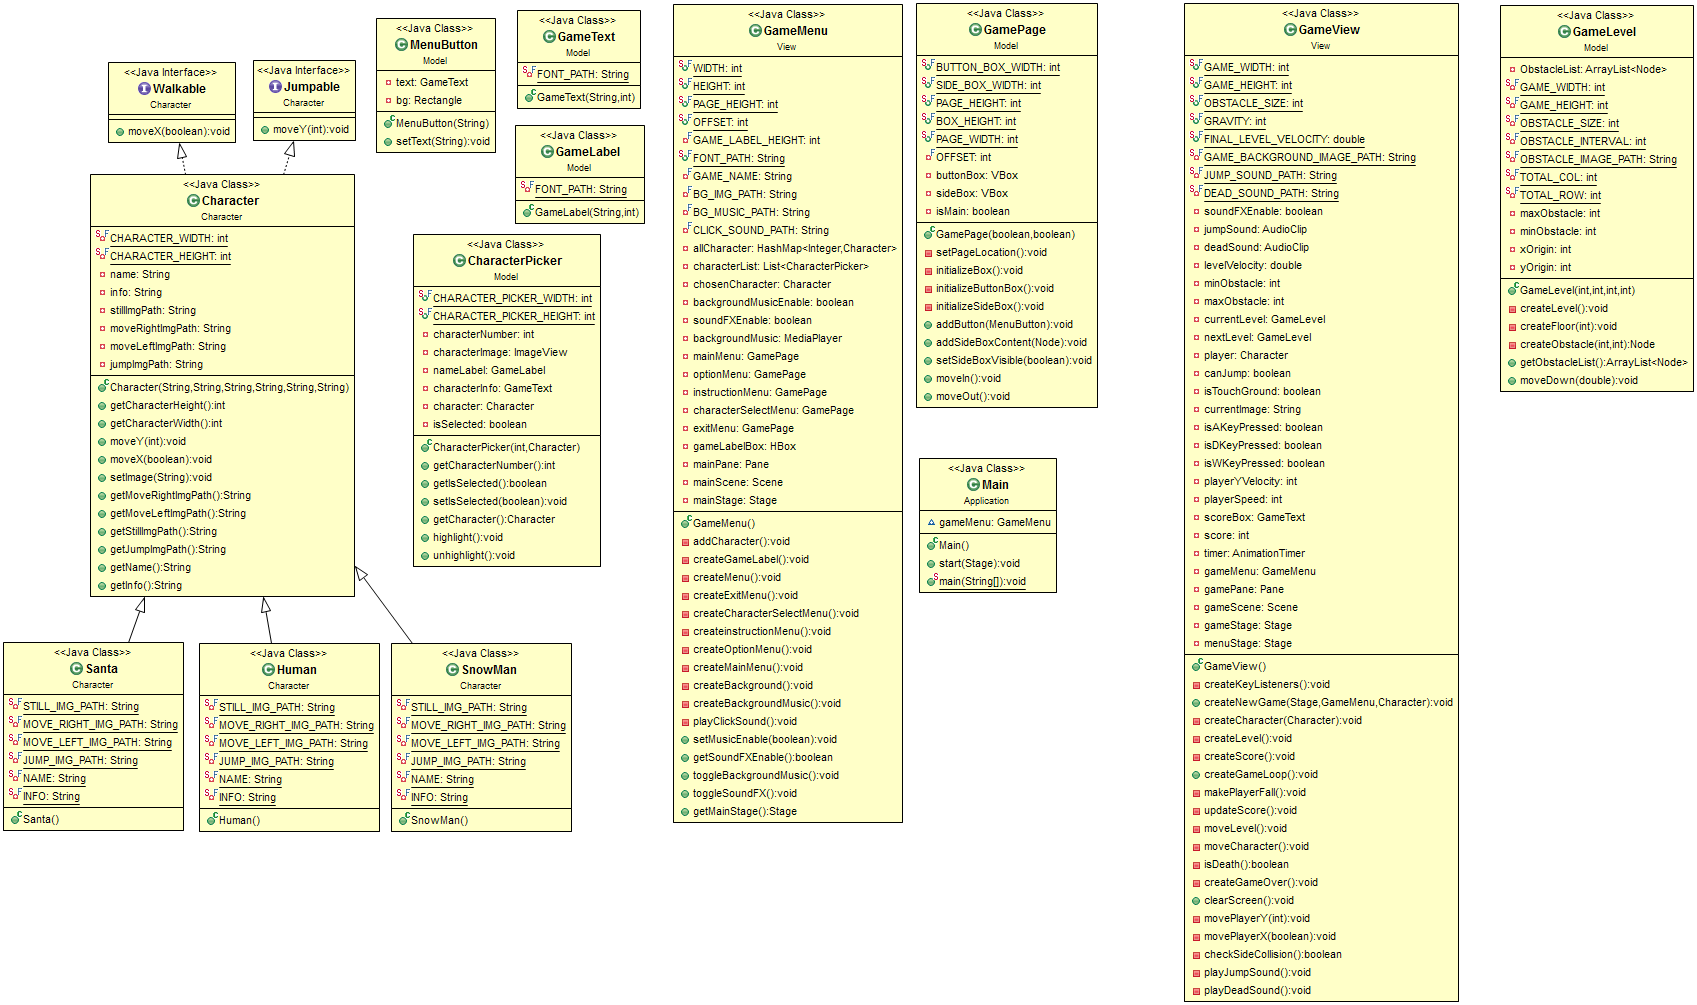 <<Java Interface>>
Walkable
Character
moveX(boolean):void
<<Java Interface>>
Jumpable
Character
moveY(int):void
<<Java Class>>
Character
Character
CHARACTER_WIDTH: int
CHARACTER_HEIGHT: int
name: String
info: String
stillImgPath: String
moveRightImgPath: String
moveLeftImgPath: String
jumpImgPath: String
Character(String,String,String,String,String,String)
getCharacterHeight():int
getCharacterWidth():int
moveY(int):void
moveX(boolean):void
setImage(String):void
getMoveRightImgPath():String
getMoveLeftImgPath():String
getStillImgPath():String
getJumpImgPath():String
getName():String
getInfo():String
<<Java Class>>
Santa
Character
STILL_IMG_PATH: String
MOVE_RIGHT_IMG_PATH: String
MOVE_LEFT_IMG_PATH: String
JUMP_IMG_PATH: String
NAME: String
INFO: String
Santa()
<<Java Class>>
Human
Character
STILL_IMG_PATH: String
MOVE_RIGHT_IMG_PATH: String
MOVE_LEFT_IMG_PATH: String
JUMP_IMG_PATH: String
NAME: String
INFO: String
Human()
<<Java Class>>
SnowMan
Character
STILL_IMG_PATH: String
MOVE_RIGHT_IMG_PATH: String
MOVE_LEFT_IMG_PATH: String
JUMP_IMG_PATH: String
NAME: String
INFO: String
SnowMan()
<<Java Class>>
MenuButton
Model
text: GameText
bg: Rectangle
MenuButton(String)
setText(String):void
<<Java Class>>
GameText
Model
FONT_PATH: String
GameText(String,int)
<<Java Class>>
GameLabel
Model
FONT_PATH: String
GameLabel(String,int)
<<Java Class>>
CharacterPicker
Model
CHARACTER_PICKER_WIDTH: int
CHARACTER_PICKER_HEIGHT: int
characterNumber: int
characterImage: ImageView
nameLabel: GameLabel
characterInfo: GameText
character: Character
isSelected: boolean
CharacterPicker(int,Character)
getCharacterNumber():int
getIsSelected():boolean
setIsSelected(boolean):void
getCharacter():Character
highlight():void
unhighlight():void
<<Java Class>>
GameMenu
View
WIDTH: int
HEIGHT: int
PAGE_HEIGHT: int
OFFSET: int
GAME_LABEL_HEIGHT: int
FONT_PATH: String
GAME_NAME: String
BG_IMG_PATH: String
BG_MUSIC_PATH: String
CLICK_SOUND_PATH: String
allCharacter: HashMap<Integer,Character>
characterList: List<CharacterPicker>
chosenCharacter: Character
backgroundMusicEnable: boolean
soundFXEnable: boolean
backgroundMusic: MediaPlayer
mainMenu: GamePage
optionMenu: GamePage
instructionMenu: GamePage
characterSelectMenu: GamePage
exitMenu: GamePage
gameLabelBox: HBox
mainPane: Pane
mainScene: Scene
mainStage: Stage
GameMenu()
addCharacter():void
createGameLabel():void
createMenu():void
createExitMenu():void
createCharacterSelectMenu():void
createinstructionMenu():void
createOptionMenu():void
createMainMenu():void
createBackground():void
createBackgroundMusic():void
playClickSound():void
setMusicEnable(boolean):void
getSoundFXEnable():boolean
toggleBackgroundMusic():void
toggleSoundFX():void
getMainStage():Stage
<<Java Class>>
GamePage
Model
BUTTON_BOX_WIDTH: int
SIDE_BOX_WIDTH: int
PAGE_HEIGHT: int
BOX_HEIGHT: int
PAGE_WIDTH: int
OFFSET: int
buttonBox: VBox
sideBox: VBox
isMain: boolean
GamePage(boolean,boolean)
setPageLocation():void
initializeBox():void
initializeButtonBox():void
initializeSideBox():void
addButton(MenuButton):void
addSideBoxContent(Node):void
setSideBoxVisible(boolean):void
moveIn():void
moveOut():void
<<Java Class>>
Main
Application
gameMenu: GameMenu
Main()
start(Stage):void
main(String[]):void
<<Java Class>>
GameView
View
GAME_WIDTH: int
GAME_HEIGHT: int
OBSTACLE_SIZE: int
GRAVITY: int
FINAL_LEVEL_VELOCITY: double
GAME_BACKGROUND_IMAGE_PATH: String
JUMP_SOUND_PATH: String
DEAD_SOUND_PATH: String
soundFXEnable: boolean
jumpSound: AudioClip
deadSound: AudioClip
levelVelocity: double
minObstacle: int
maxObstacle: int
currentLevel: GameLevel
nextLevel: GameLevel
player: Character
canJump: boolean
isTouchGround: boolean
currentImage: String
isAKeyPressed: boolean
isDKeyPressed: boolean
isWKeyPressed: boolean
playerYVelocity: int
playerSpeed: int
scoreBox: GameText
score: int
timer: AnimationTimer
gameMenu: GameMenu
gamePane: Pane
gameScene: Scene
gameStage: Stage
menuStage: Stage
GameView()
createKeyListeners():void
createNewGame(Stage,GameMenu,Character):void
createCharacter(Character):void
createLevel():void
createScore():void
createGameLoop():void
makePlayerFall():void
updateScore():void
moveLevel():void
moveCharacter():void
isDeath():boolean
createGameOver():void
clearScreen():void
movePlayerY(int):void
movePlayerX(boolean):void
checkSideCollision():boolean
playJumpSound():void
playDeadSound():void
<<Java Class>>
GameLevel
Model
ObstacleList: ArrayList<Node>
GAME_WIDTH: int
GAME_HEIGHT: int
OBSTACLE_SIZE: int
OBSTACLE_INTERVAL: int
OBSTACLE_IMAGE_PATH: String
TOTAL_COL: int
TOTAL_ROW: int
maxObstacle: int
minObstacle: int
xOrigin: int
yOrigin: int
GameLevel(int,int,int,int)
createLevel():void
createFloor(int):void
createObstacle(int,int):Node
getObstacleList():ArrayList<Node>
moveDown(double):void